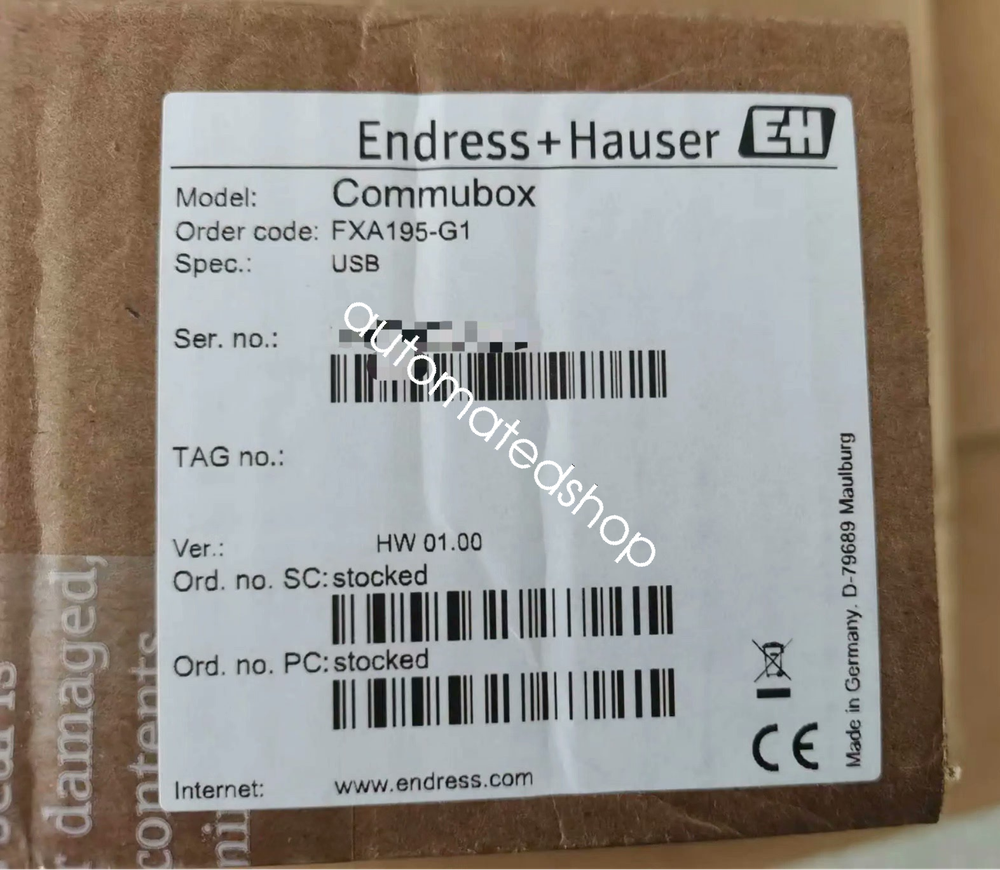 Endress+Hauser EH
Model: Commubox
Order code: FXA195-G1
Spec.: USB
Ser. no.:
automatedshop
TAG no.:
Ver.: HW 01.00
Ord. no. SC: stocked
Ord. no. PC: stocked
Internet: www.endress.com
Made in Germany. D-79689 Maulburg
CE
damaged,
contents